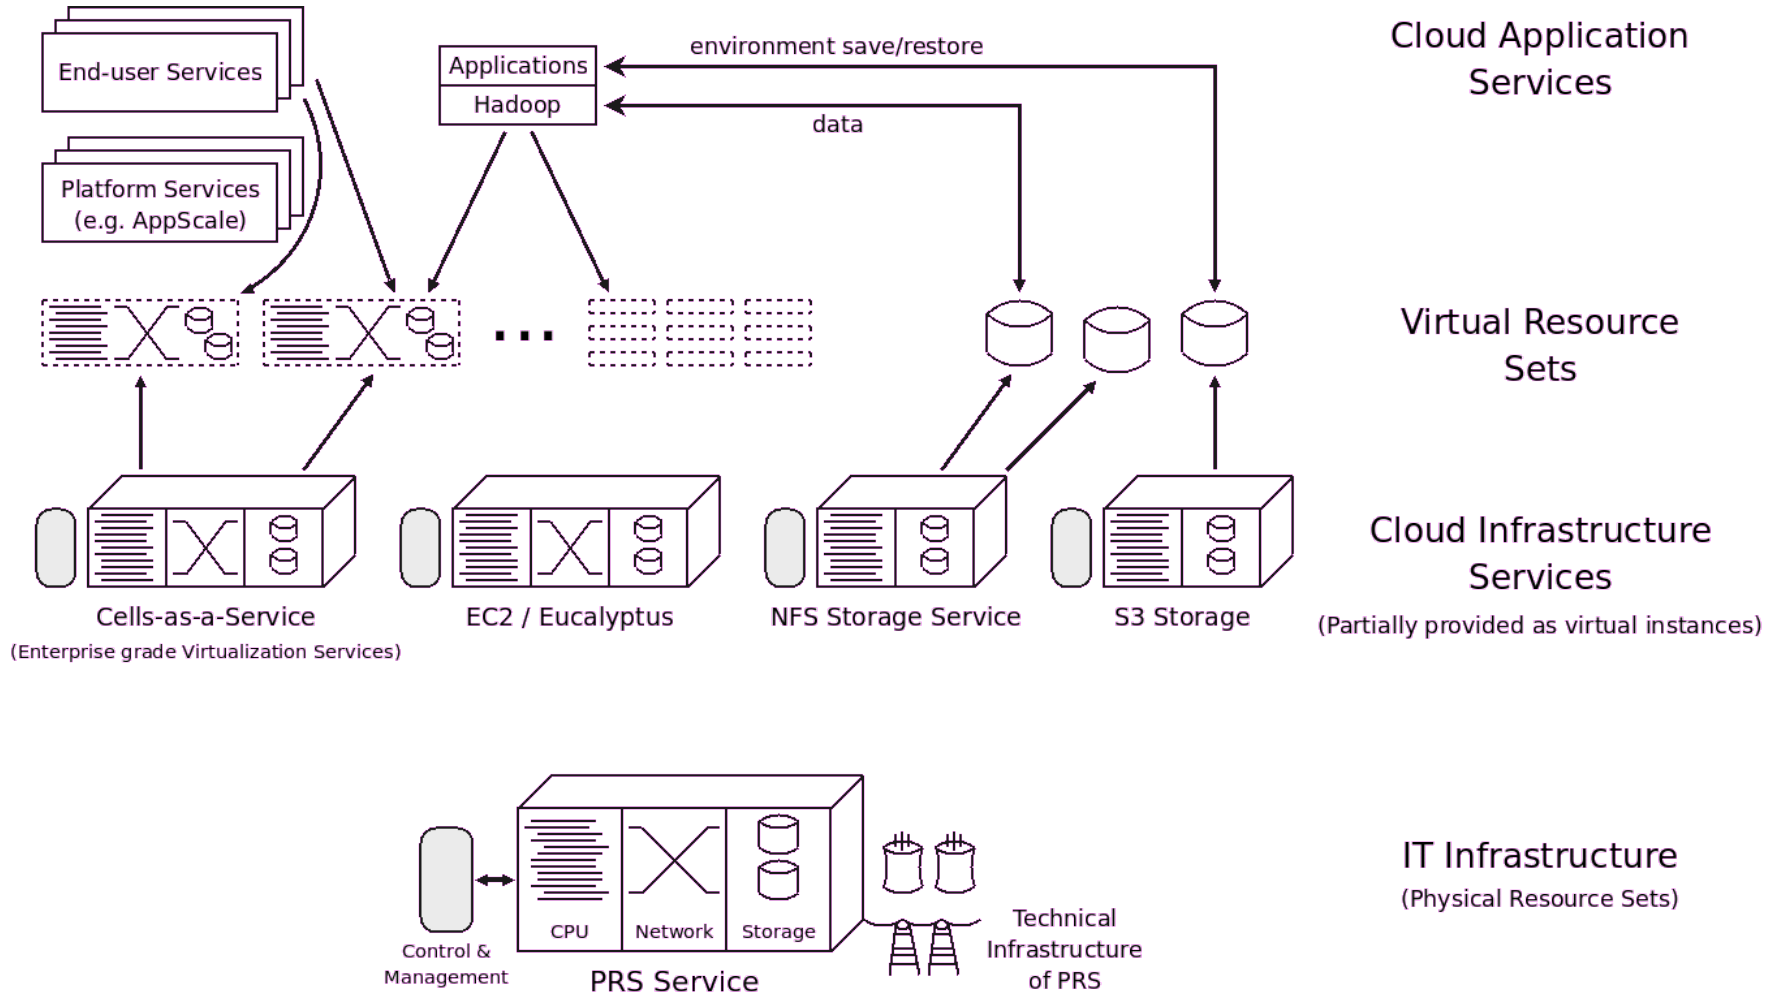 Cloud Application
Services
environment save/restore
End-user Services
Applications
Hadoop
data
Platform Services
(e.g. AppScale)
Virtual Resource
Sets
...
Cloud Infrastructure
Services
(Partially provided as virtual instances)
Cells-as-a-Service
(Enterprise grade Virtualization Services)
EC2 / Eucalyptus
NFS Storage Service
S3 Storage
IT Infrastructure
(Physical Resource Sets)
CPU
Network
Storage
Control &
Management
PRS Service
Technical
Infrastructure
of PRS